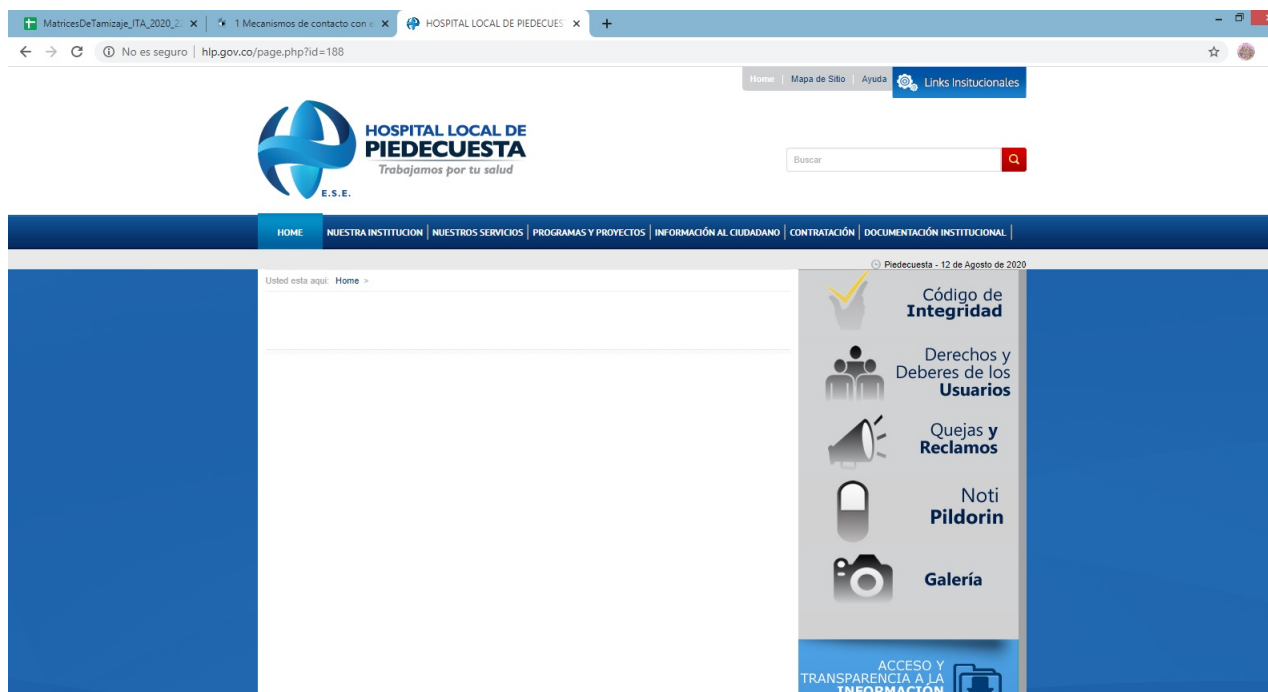 MatricesDeTamizaje_ITA_2020_2
1 Mecanismos de contacto con e
HOSPITAL LOCAL DE PIEDECUES
No es seguro | hlp.gov.co/page.php?id=188
Home | Mapa de Sitio | Ayuda
Links Insitucionales
HOSPITAL LOCAL DE
PIEDECUESTA
Trabajamos por tu salud
E.S.E.
Buscar
HOME NUESTRA INSTITUCION | NUESTROS SERVICIOS | PROGRAMAS Y PROYECTOS | INFORMACIÓN AL CIUDADANO | CONTRATACIÓN | DOCUMENTACIÓN INSTITUCIONAL |
Piedecuesta - 12 de Agosto de 2020
Usted esta aqui: Home >
Código de
Integridad
Derechos y
Deberes de los
Usuarios
Quejas y
Reclamos
Noti
Pildorin
Galería
ACCESO Y
TRANSPARENCIA A LA
INFORMACIÓN